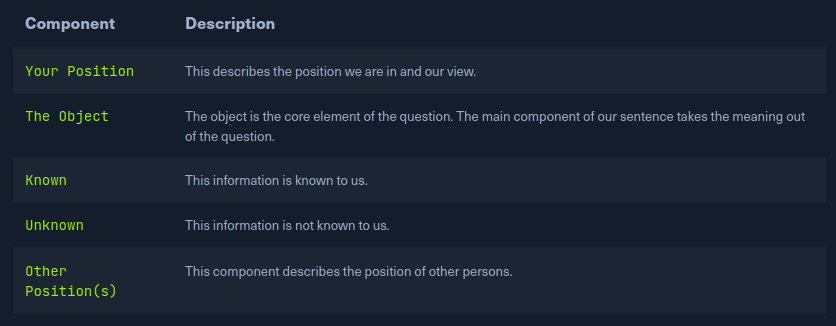 Component Description
Your Position This describes the position we are in and our view.
The Object The object is the core element of the question. The main component of our sentence takes the meaning out
of the question.
Known This information is known to us.
Unknown This information is not known to us.
Other This component describes the position of other persons.
Position(s)